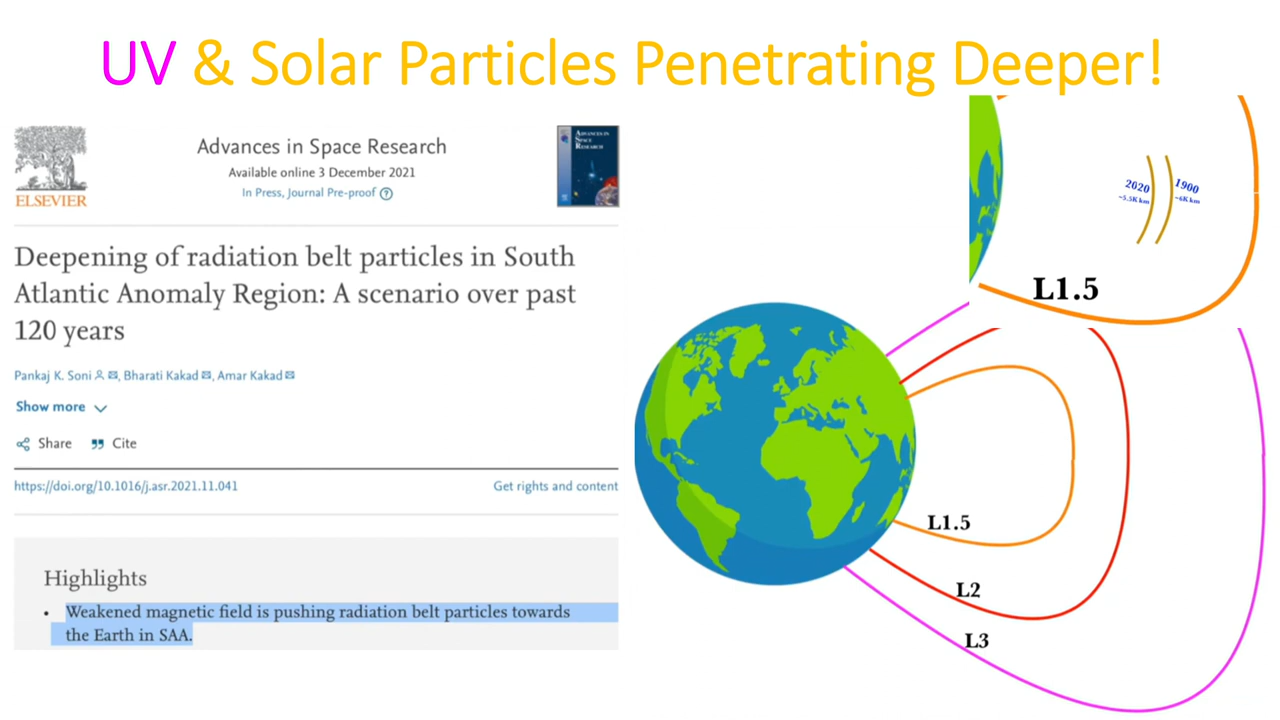 UV & Solar Particles Penetrating Deeper!
ELSEVIER
Advances in Space Research
Available online 3 December 2021
In Press, Journal Pre-proof ?
ADVANCES IN
SPACE
RESEARCH
Deepening of radiation belt particles in South
Atlantic Anomaly Region: A scenario over past
120 years
Pankaj K. Soni, Bharati Kakad, Amar Kakad
Show more
Share Cite
https://doi.org/10.1016/j.asr.2021.11.041
Get rights and content
Highlights
• Weakened magnetic field is pushing radiation belt particles towards
the Earth in SAA.
2020
~5.5K km
1900
~6K km
L1.5
L1.5
L2
L3